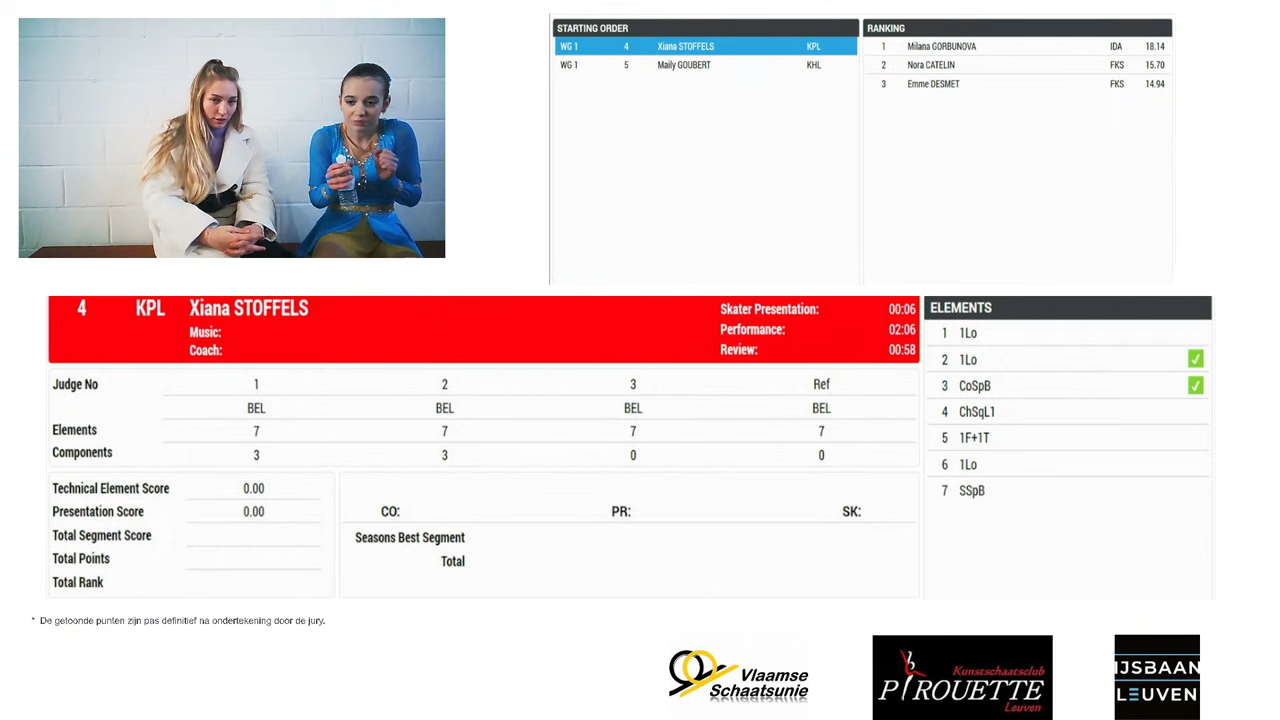 STARTING ORDER
WG 1 4 Xiana STOFFELS KPL
WG 1 5 Maily GOUBERT KHL
RANKING
1 Milana GORBUNOVA IDA 18.14
2 Nora CATELIN FKS 15.70
3 Emme DESMET FKS 14.94
4 KPL Xiana STOFFELS
Music:
Coach:
Skater Presentation: 00:06
Performance: 02:06
Review: 00:58
Judge No 1 2 3 Ref
BEL BEL BEL BEL
Elements 7 7 7 7
Components 3 3 0 0
Technical Element Score 0.00
Presentation Score 0.00
Total Segment Score
Total Points
Total Rank
CO: PR: SK:
Seasons Best Segment
Total
ELEMENTS
1 1Lo
2 1Lo
3 CoSpB
4 ChSqL1
5 1F+1T
6 1Lo
7 SSpB
* De getoonde punten zijn pas definitief na ondertekening door de jury.
Vlaamse
Schaatsunie
Kunstschaatsclub
PIROUETTE
Leuven
IJSBAAN
LEUVEN